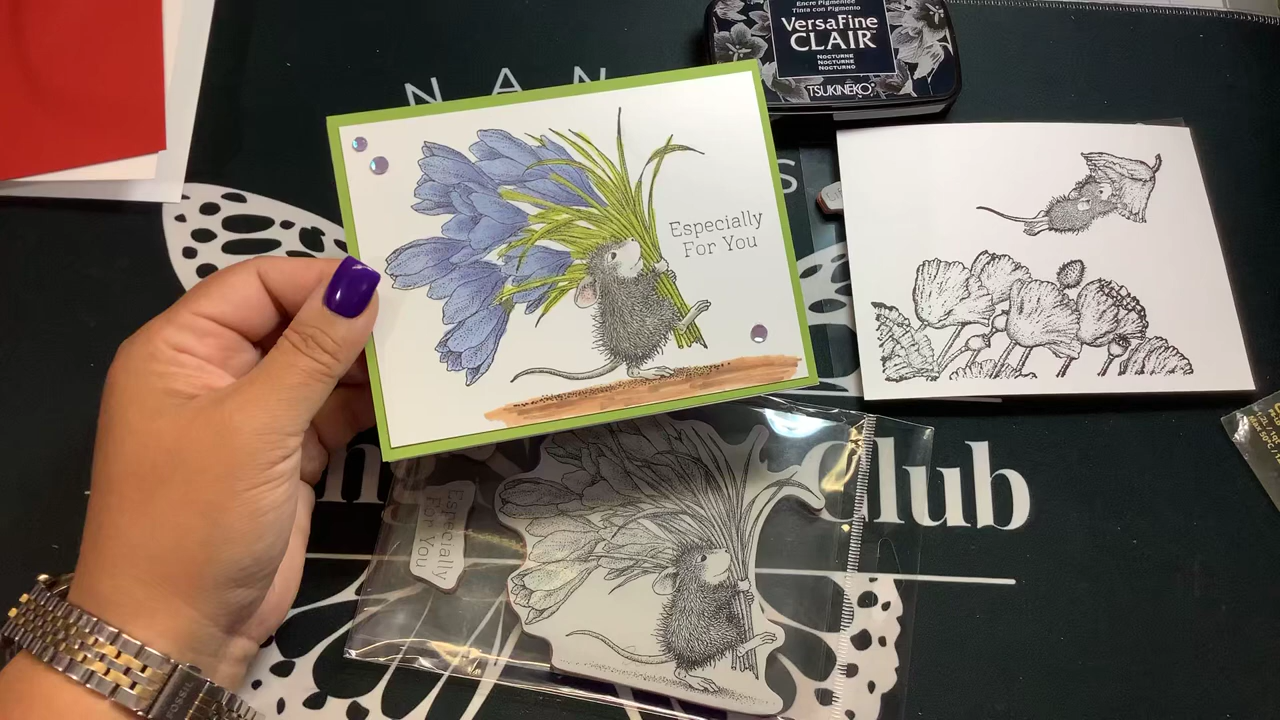 Encre Pigmentée
Tinta con Pigmento
VERSAFINE
CLAIR
NOCTURNE
NOCTURNE
NOCTURNO
TSUKINEKO
N A N
S
Especially
For You
Especially
For You
n
Club
FOSSIL